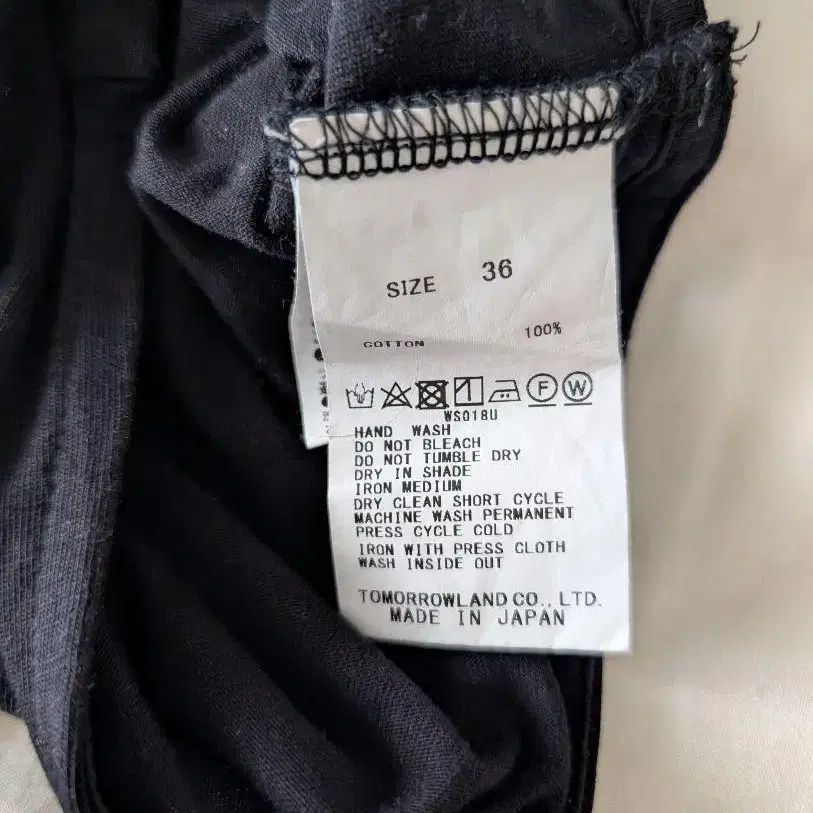 SIZE 36
COTTON 100%
F W
WS018U
HAND WASH
DO NOT BLEACH
DO NOT TUMBLE DRY
DRY IN SHADE
IRON MEDIUM
DRY CLEAN SHORT CYCLE
MACHINE WASH PERMANENT
PRESS CYCLE COLD
IRON WITH PRESS CLOTH
WASH INSIDE OUT
TOMORROWLAND CO., LTD.
MADE IN JAPAN